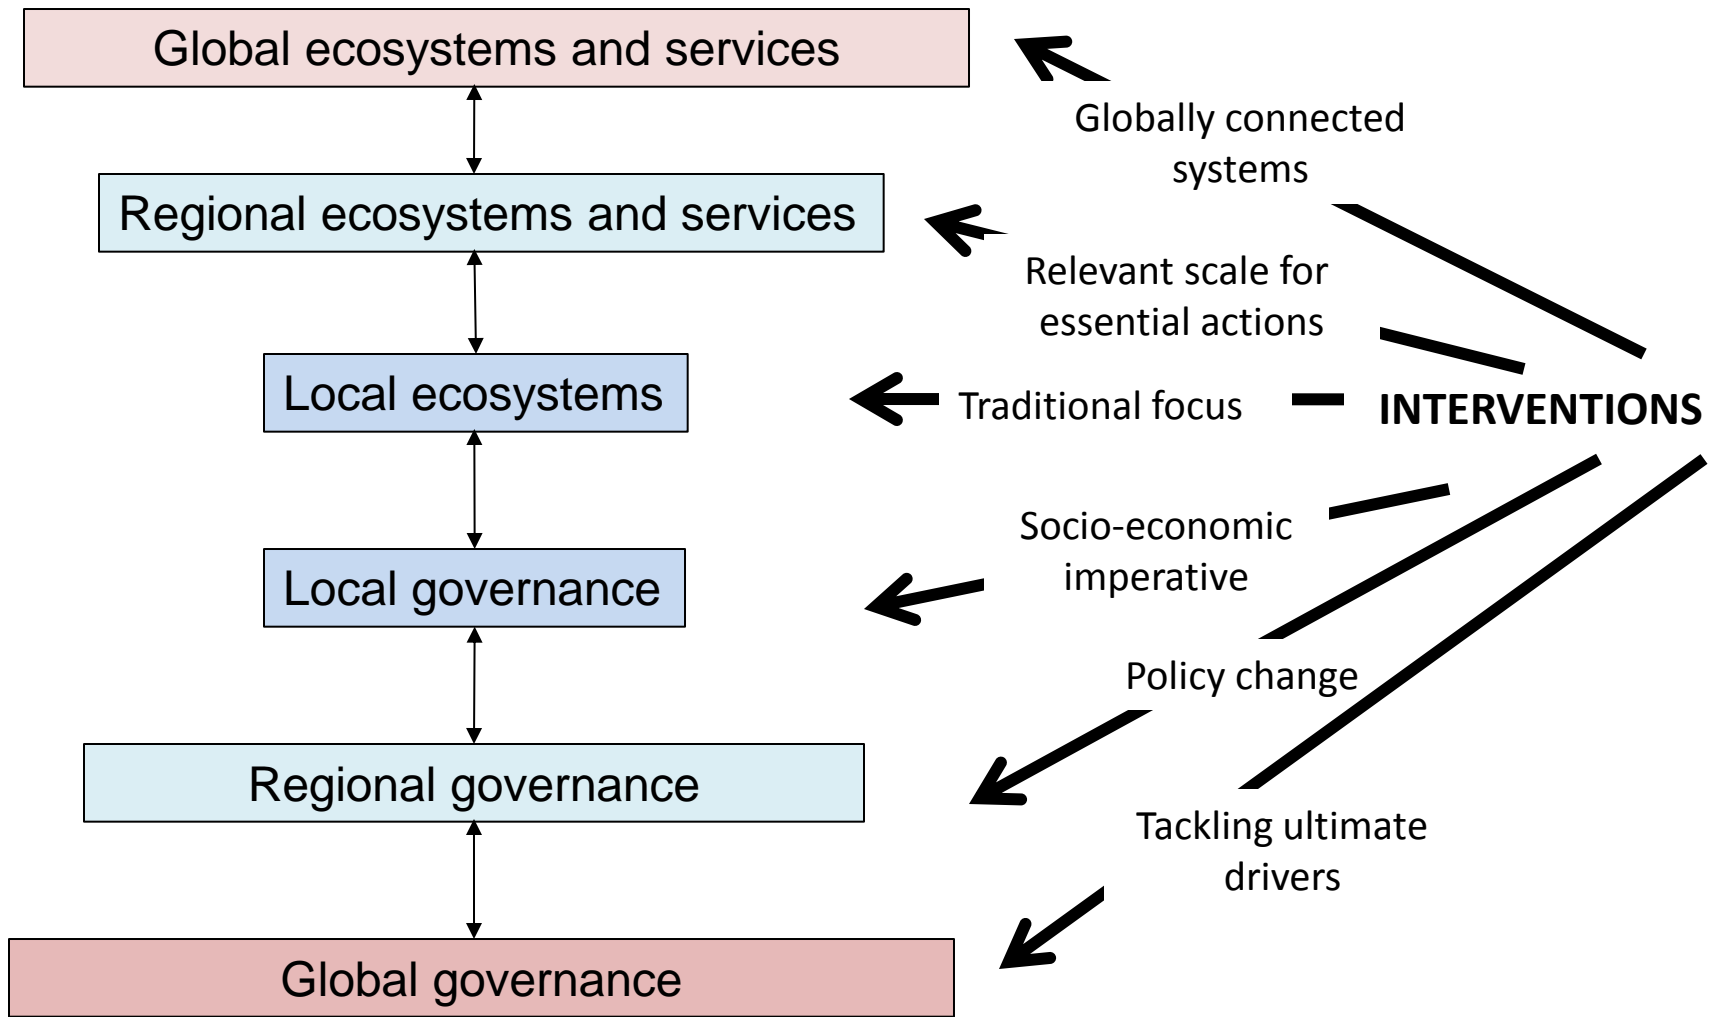 Global ecosystems and services
Globally connected
systems
Regional ecosystems and services
Relevant scale for
essential actions
Local ecosystems
Traditional focus
INTERVENTIONS
Socio-economic
imperative
Local governance
Policy change
Regional governance
Tackling ultimate
drivers
Global governance